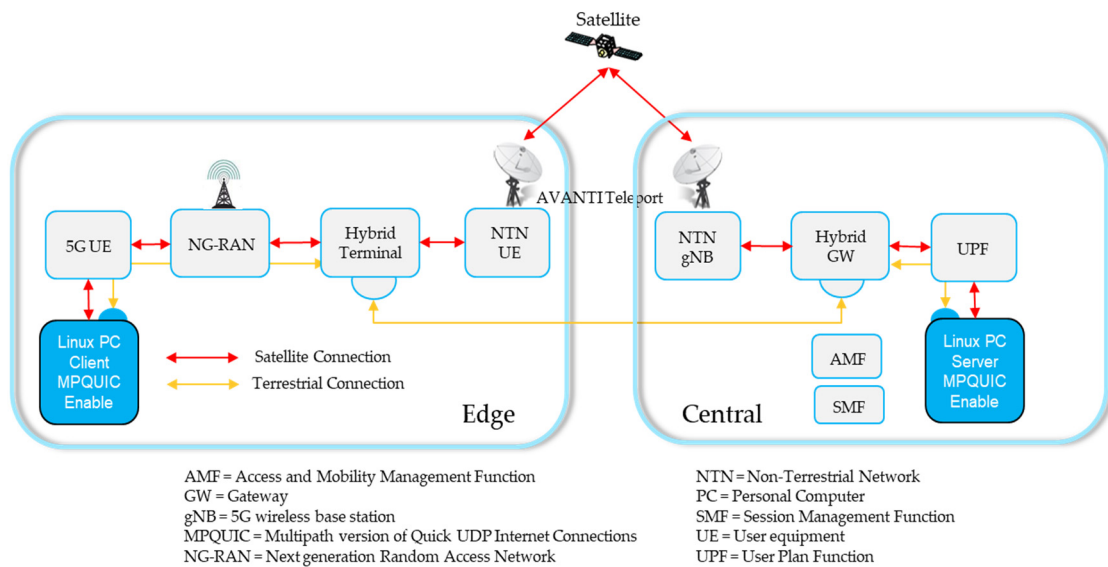 Satellite
AVANTI Teleport
5G UE
NG-RAN
Hybrid
Terminal
NTN
UE
NTN
gNB
Hybrid
GW
UPF
Linux PC
Client
MPQUIC
Enable
Satellite Connection
Terrestrial Connection
Edge
Central
AMF
SMF
Linux PC
Server
MPQUIC
Enable
AMF = Access and Mobility Management Function
GW = Gateway
gNB = 5G wireless base station
MPQUIC = Multipath version of Quick UDP Internet Connections
NG-RAN = Next generation Random Access Network
NTN = Non-Terrestrial Network
PC = Personal Computer
SMF = Session Management Function
UE = User equipment
UPF = User Plan Function